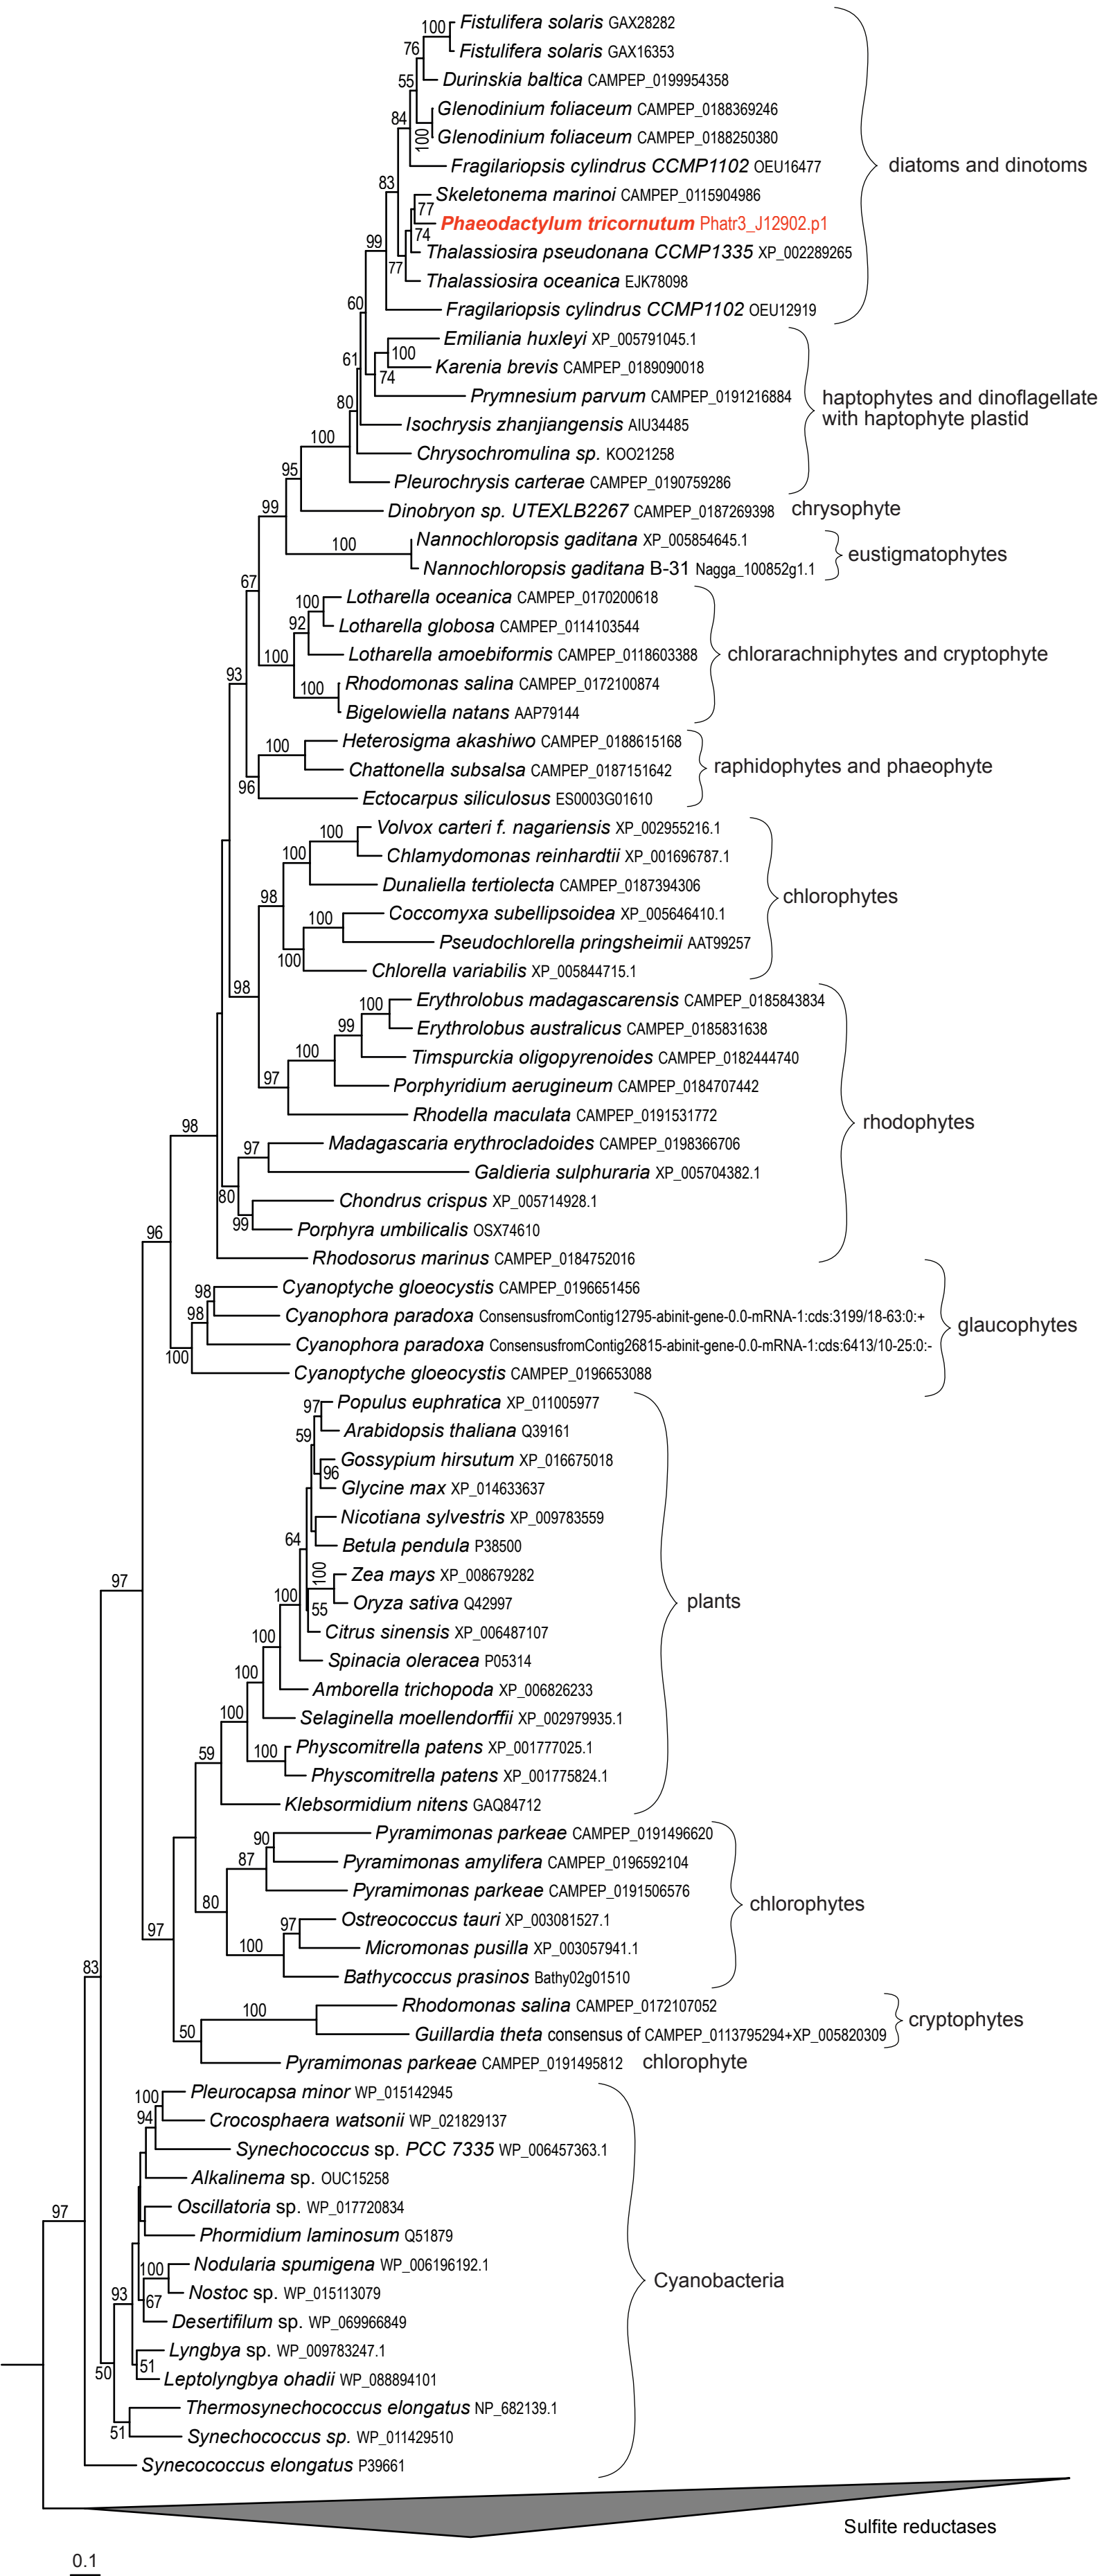 100
Fistulifera solaris GAX28282
76
Fistulifera solaris GAX16353
55
Durinskia baltica CAMPEP_0199954358
84
Glenodinium foliaceum CAMPEP_0188369246
100
Glenodinium foliaceum CAMPEP_0188250380
Fragilariopsis cylindrus CCMP1102 OEU16477
diatoms and dinotoms
83
Skeletonema marinoi CAMPEP_0115904986
77
Phaeodactylum tricornutum Phatr3_J12902.p1
74
99
Thalassiosira pseudonana CCMP1335 XP_002289265
77
Thalassiosira oceanica EJK78098
60
Fragilariopsis cylindrus CCMP1102 OEU12919
Emiliania huxleyi XP_005791045.1
61
100
Karenia brevis CAMPEP_0189090018
74
Prymnesium parvum CAMPEP_0191216884
haptophytes and dinoflagellate
with haptophyte plastid
80
Isochrysis zhanjiangensis AIU34485
100
Chrysochromulina sp. KOO21258
95
Pleurochrysis carterae CAMPEP_0190759286
99
Dinobryon sp. UTEXLB2267 CAMPEP_0187269398
chrysophyte
100
Nannochloropsis gaditana XP_005854645.1
eustigmatophytes
Nannochloropsis gaditana B-31 Nagga_100852g1.1
67
100
Lotharella oceanica CAMPEP_0170200618
92
Lotharella globosa CAMPEP_0114103544
100
Lotharella amoebiformis CAMPEP_0118603388
chlorarachniphytes and cryptophyte
93
100
Rhodomonas salina CAMPEP_0172100874
Bigelowiella natans AAP79144
100
Heterosigma akashiwo CAMPEP_0188615168
raphidophytes and phaeophyte
96
Chattonella subsalsa CAMPEP_0187151642
Ectocarpus siliculosus ES0003G01610
100
Volvox carteri f. nagariensis XP_002955216.1
100
Chlamydomonas reinhardtii XP_001696787.1
98
Dunaliella tertiolecta CAMPEP_0187394306
chlorophytes
100
Coccomyxa subellipsoidea XP_005646410.1
100
Pseudochlorella pringsheimii AAT99257
Chlorella variabilis XP_005844715.1
98
100
Erythrolobus madagascarensis CAMPEP_0185843834
99
Erythrolobus australicus CAMPEP_0185831638
100
Timspurckia oligopyrenoides CAMPEP_0182444740
97
Porphyridium aerugineum CAMPEP_0184707442
Rhodella maculata CAMPEP_0191531772
rhodophytes
98
97
Madagascaria erythrocladoides CAMPEP_0198366706
80
Galdieria sulphuraria XP_005704382.1
99
Chondrus crispus XP_005714928.1
96
Porphyra umbilicalis OSX74610
Rhodosorus marinus CAMPEP_0184752016
98
Cyanoptyche gloeocystis CAMPEP_0196651456
98
Cyanophora paradoxa ConsensusfromContig12795-abinit-gene-0.0-mRNA-1:cds:3199/18-63:0:+
glaucophytes
100
Cyanophora paradoxa ConsensusfromContig26815-abinit-gene-0.0-mRNA-1:cds:6413/10-25:0:-
Cyanoptyche gloeocystis CAMPEP_0196653088
97
Populus euphratica XP_011005977
59
Arabidopsis thaliana Q39161
Gossypium hirsutum XP_016675018
96
Glycine max XP_014633637
Nicotiana sylvestris XP_009783559
64
Betula pendula P38500
100
Zea mays XP_008679282
97
100
55
Oryza sativa Q42997
plants
100
Citrus sinensis XP_006487107
100
Spinacia oleracea P05314
Amborella trichopoda XP_006826233
100
Selaginella moellendorffii XP_002979935.1
59
100
Physcomitrella patens XP_001777025.1
Physcomitrella patens XP_001775824.1
Klebsormidium nitens GAQ84712
90
Pyramimonas parkeae CAMPEP_0191496620
87
Pyramimonas amylifera CAMPEP_0196592104
80
Pyramimonas parkeae CAMPEP_0191506576
chlorophytes
97
97
Ostreococcus tauri XP_003081527.1
100
Micromonas pusilla XP_003057941.1
83
Bathycoccus prasinos Bathy02g01510
100
Rhodomonas salina CAMPEP_0172107052
cryptophytes
50
Guillardia theta consensus of CAMPEP_0113795294+XP_005820309
Pyramimonas parkeae CAMPEP_0191495812
chlorophyte
100
Pleurocapsa minor WP_015142945
94
Crocosphaera watsonii WP_021829137
Synechococcus sp. PCC 7335 WP_006457363.1
Alkalinema sp. OUC15258
97
Oscillatoria sp. WP_017720834
Phormidium laminosum Q51879
100
Nodularia spumigena WP_006196192.1
Cyanobacteria
93
67
Nostoc sp. WP_015113079
Desertifilum sp. WP_069966849
Lyngbya sp. WP_009783247.1
50
51
Leptolyngbya ohadii WP_088894101
Thermosynechococcus elongatus NP_682139.1
51
Synechococcus sp. WP_011429510
Synecococcus elongatus P39661
Sulfite reductases
0.1